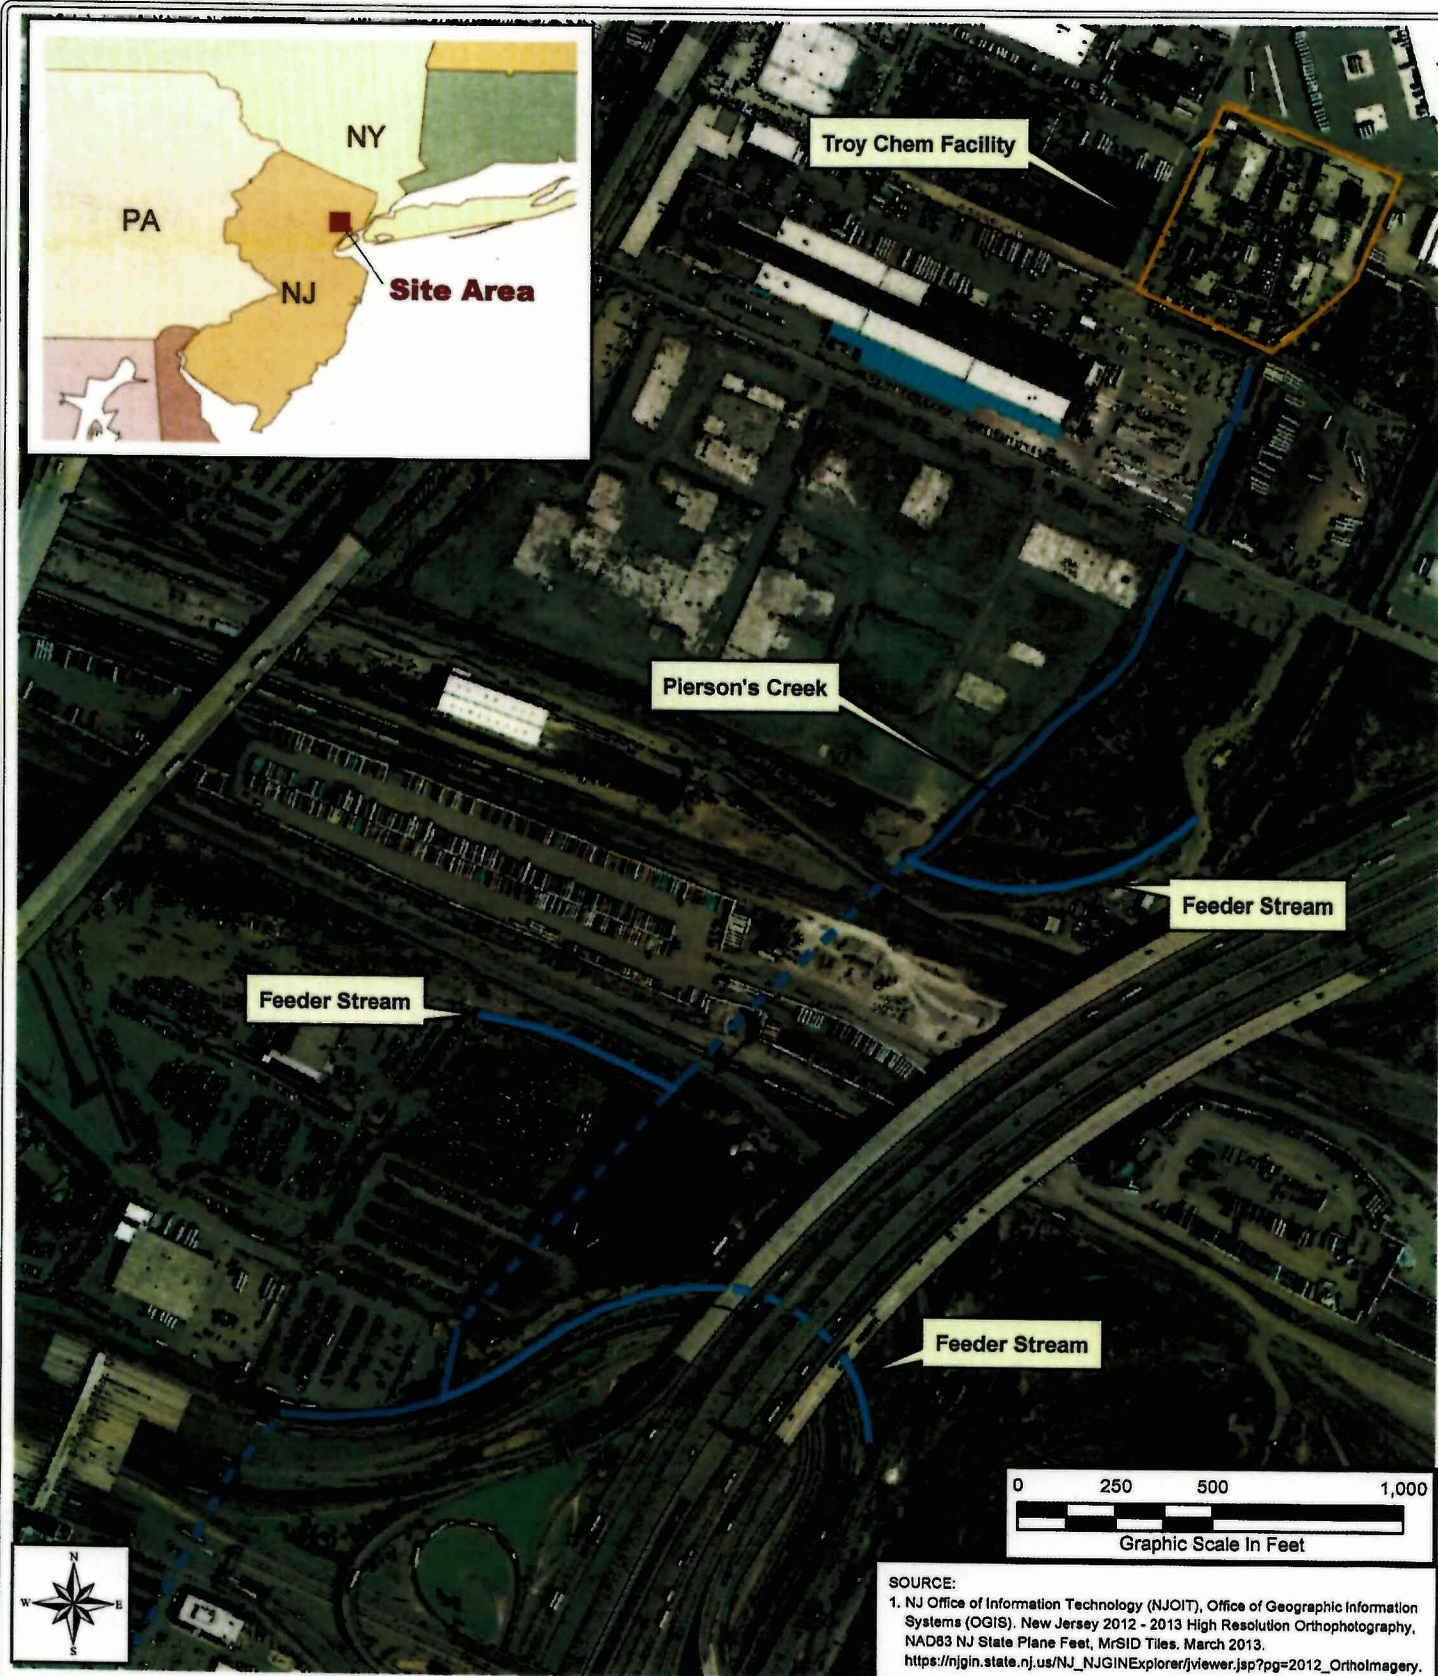 NY
PA
NJ
Site Area
Troy Chem Facility
Pierson's Creek
Feeder Stream
Feeder Stream
Feeder Stream
0 250 500 1,000
Graphic Scale In Feet
N
W E
S
SOURCE:
1. NJ Office of Information Technology (NJOIT), Office of Geographic Information
Systems (OGIS). New Jersey 2012 - 2013 High Resolution Orthophotography,
NAD83 NJ State Plane Feet, MrSID Tiles. March 2013.
https://njgin.state.nj.us/NJ_NJGINExplorer/jviewer.jsp?pg=2012_OrthoImagery.